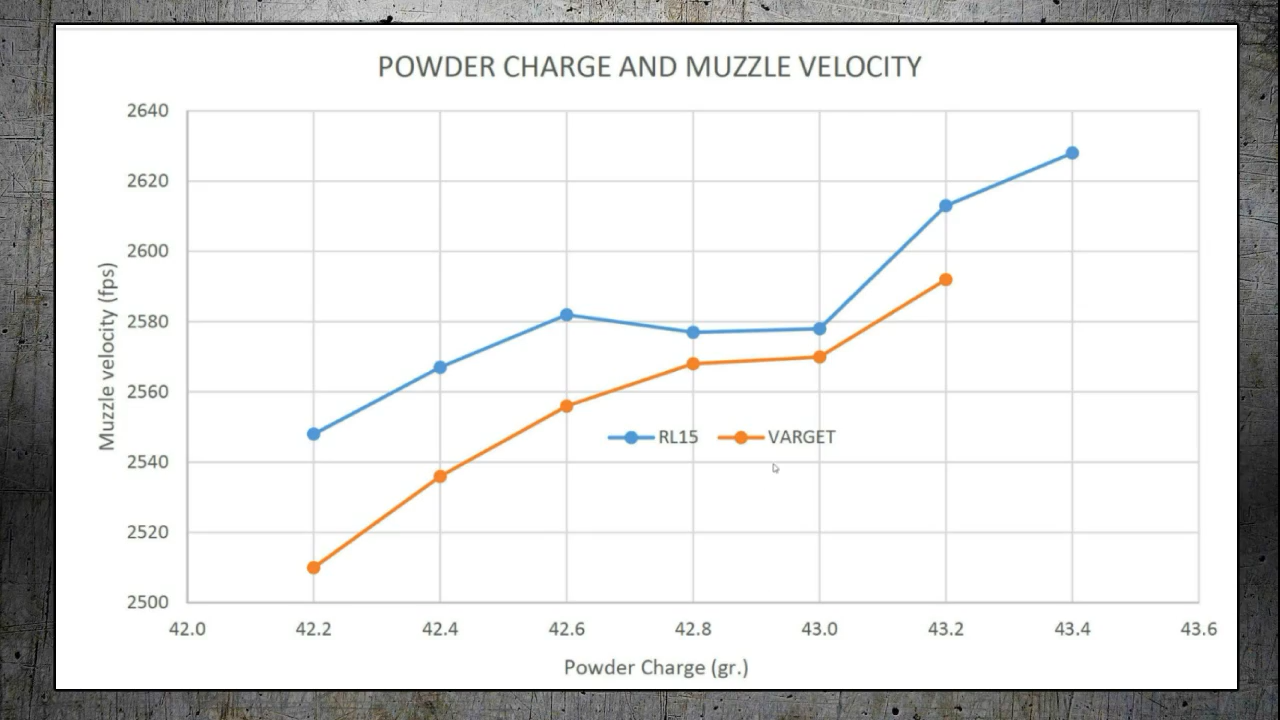 POWDER CHARGE AND MUZZLE VELOCITY
2640
2620
2600
2580
2560
2540
2520
2500
Muzzle velocity (fps)
RL15 VARGET
42.0 42.2 42.4 42.6 42.8 43.0 43.2 43.4 43.6
Powder Charge (gr.)